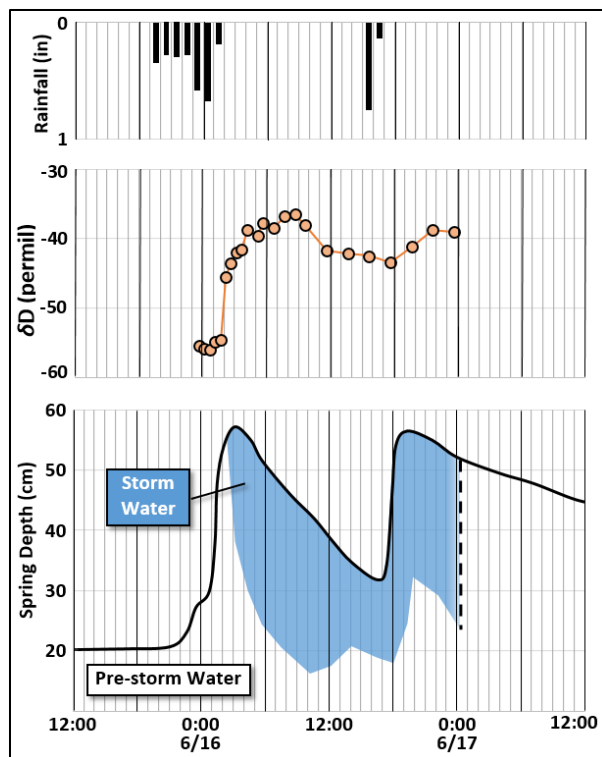 0
Rainfall (in)
1
-30
-40
-50
-60
δD (permil)
60
50
40
30
20
Spring Depth (cm)
Storm
Water
Pre-storm Water
12:00 0:00 12:00 0:00 12:00
6/16 6/17